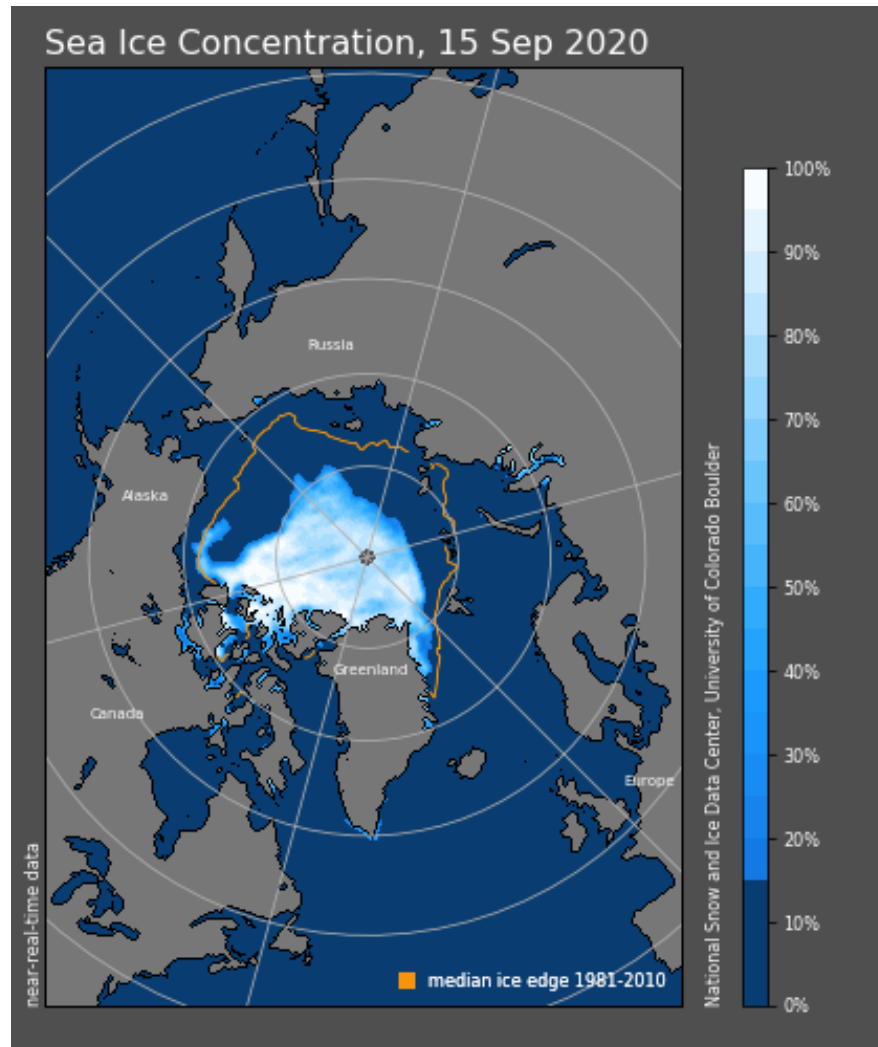 Sea Ice Concentration, 15 Sep 2020
Russia
Alaska
Greenland
Canada
Europe
median ice edge 1981-2010
near-real-time data
National Snow and Ice Data Center, University of Colorado Boulder
100%
90%
80%
70%
60%
50%
40%
30%
20%
10%
0%